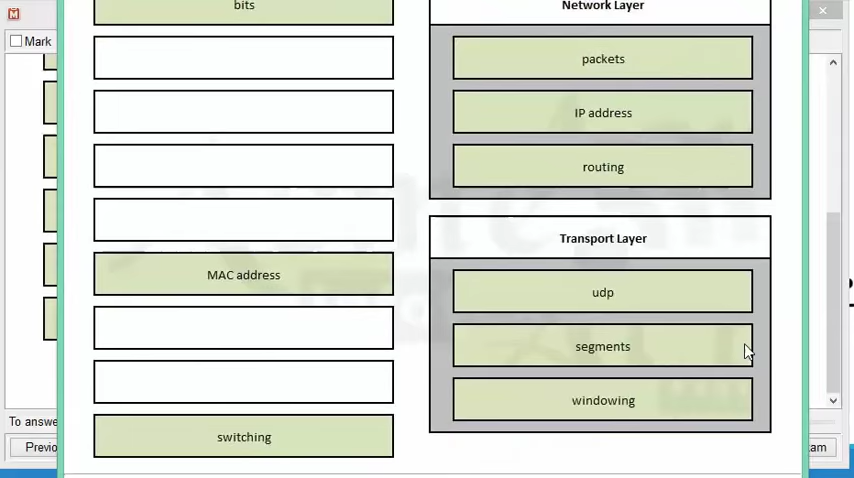 Mark
bits
MAC address
switching
Network Layer
packets
IP address
routing
Transport Layer
udp
segments
windowing
To answe
Previo
am